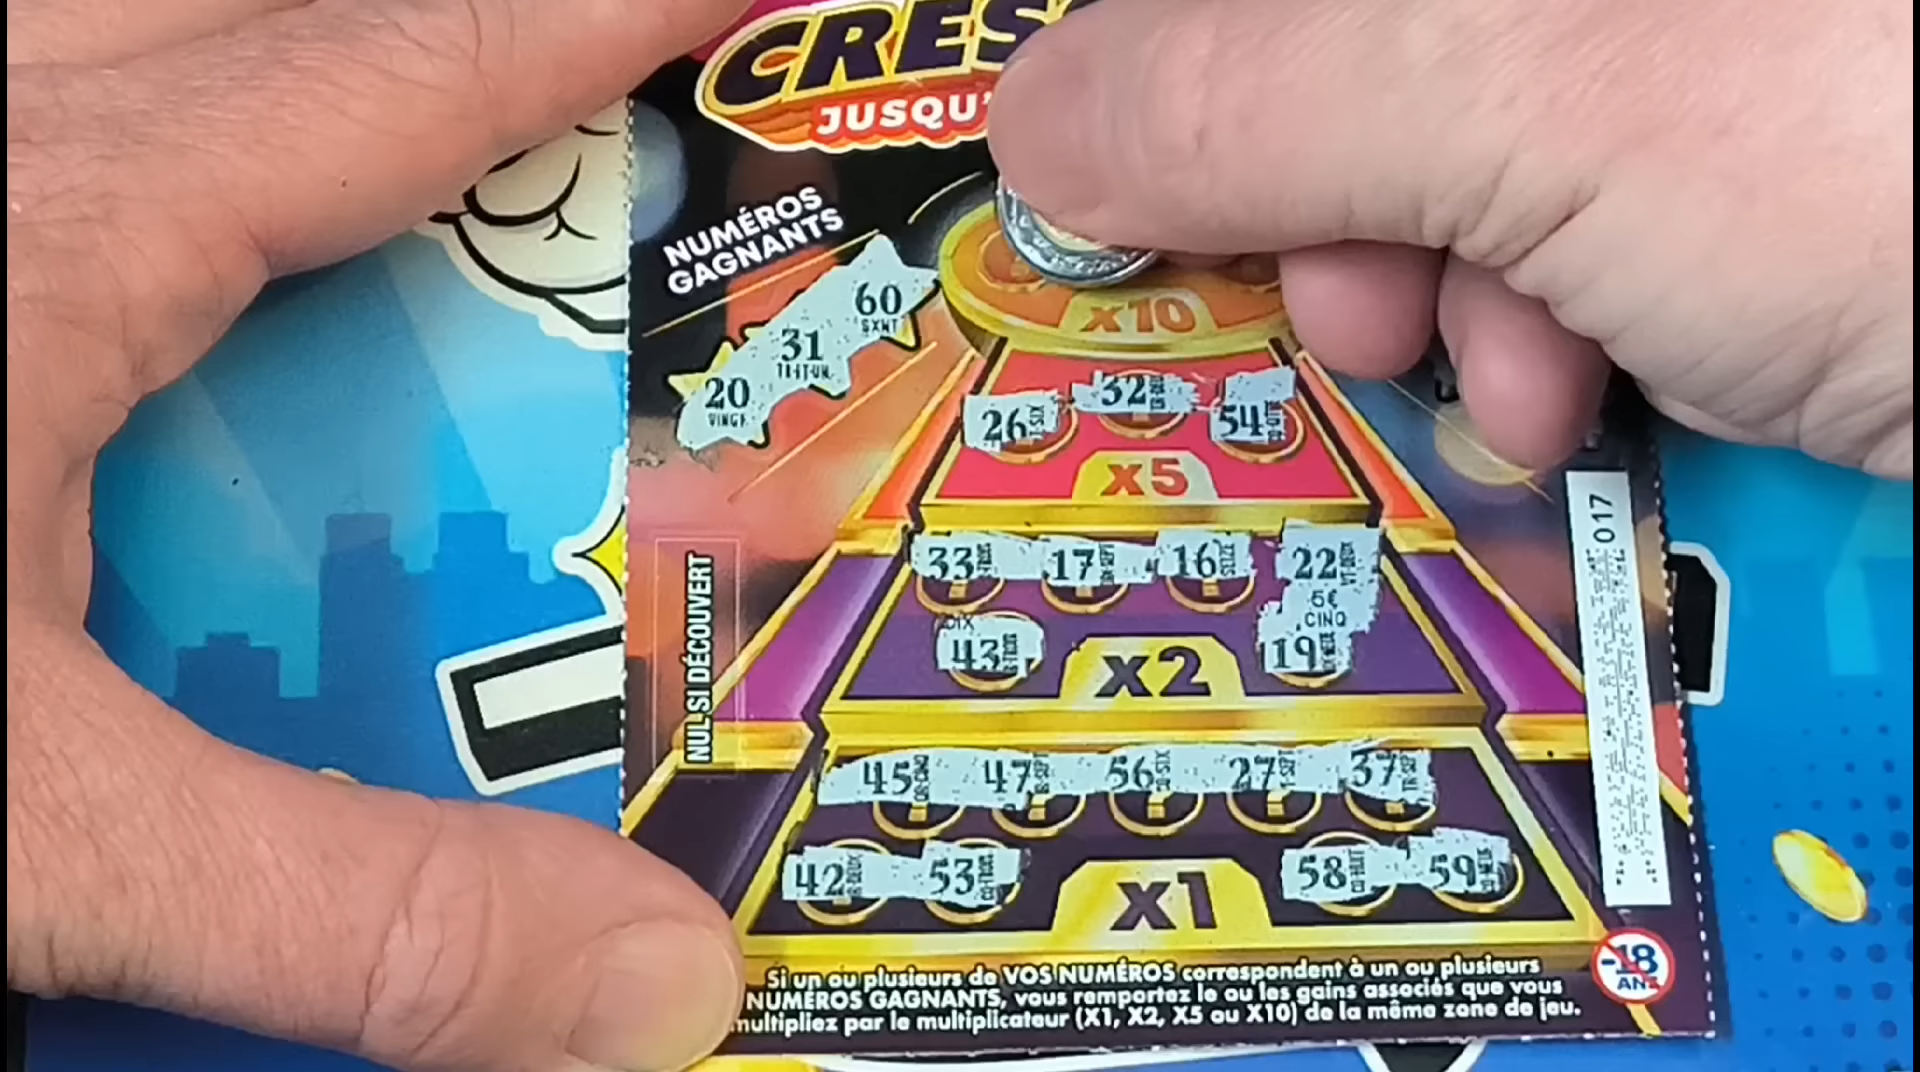 CRES
JUSQU'
NUMÉROS
GAGNANTS
60
SXNT
31
20
x10
26
32
54
x5
33 17 16 22
5€
CINQ
DIX
43 19
x2
45 47 56 27 37
42 53 58 59
x1
NUL SI DÉCOUVERT
017
-18
ANS
Si un ou plusieurs de VOS NUMÉROS correspondent à un ou plusieurs
NUMÉROS GAGNANTS, vous remportez le ou les gains associés que vous
multipliez par le multiplicateur (X1, X2, X5 ou X10) de la même zone de jeu.